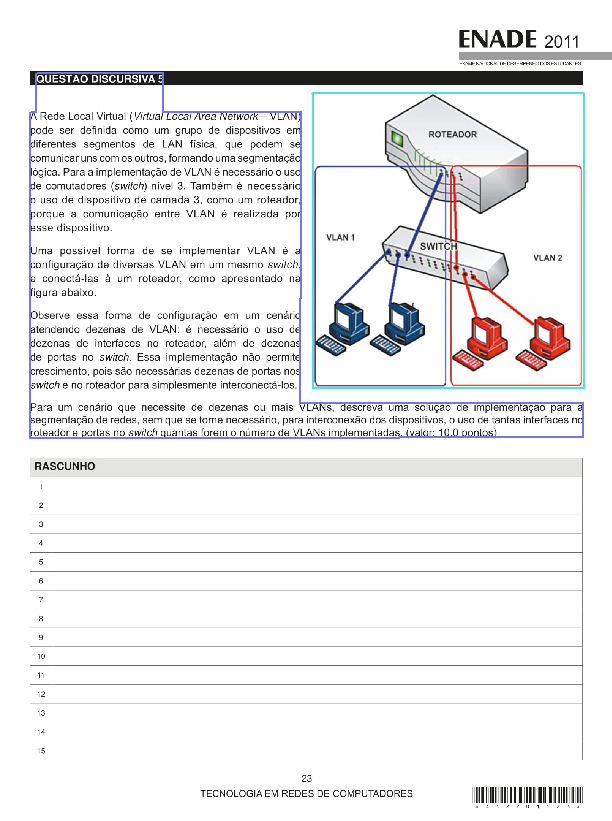 ENADE 2011
EXAME NACIONAL DE DESEMPENHO DOS ESTUDANTES
QUESTÃO DISCURSIVA 5
A Rede Local Virtual (Virtual Local Area Network – VLAN)
pode ser definida como um grupo de dispositivos em
diferentes segmentos de LAN física, que podem se
comunicar uns com os outros, formando uma segmentação
lógica. Para a implementação de VLAN é necessário o uso
de comutadores (switch) nível 3. Também é necessário
o uso de dispositivo de camada 3, como um roteador,
porque a comunicação entre VLAN é realizada por
esse dispositivo.
Uma possível forma de se implementar VLAN é a
configuração de diversas VLAN em um mesmo switch,
e conectá-las à um roteador, como apresentado na
figura abaixo.
Observe essa forma de configuração em um cenário
atendendo dezenas de VLAN: é necessário o uso de
dezenas de interfaces no roteador, além de dezenas
de portas no switch. Essa implementação não permite
crescimento, pois são necessárias dezenas de portas nos
switch e no roteador para simplesmente interconectá-los.
ROTEADOR
VLAN 1
SWITCH
VLAN 2
Para um cenário que necessite de dezenas ou mais VLANs, descreva uma solução de implementação para a
segmentação de redes, sem que se torne necessário, para interconexão dos dispositivos, o uso de tantas interfaces no
roteador e portas no switch quantas forem o número de VLANs implementadas. (valor: 10,0 pontos)
RASCUNHO
1
2
3
4
5
6
7
8
9
10
11
12
13
14
15
23
TECNOLOGIA EM REDES DE COMPUTADORES